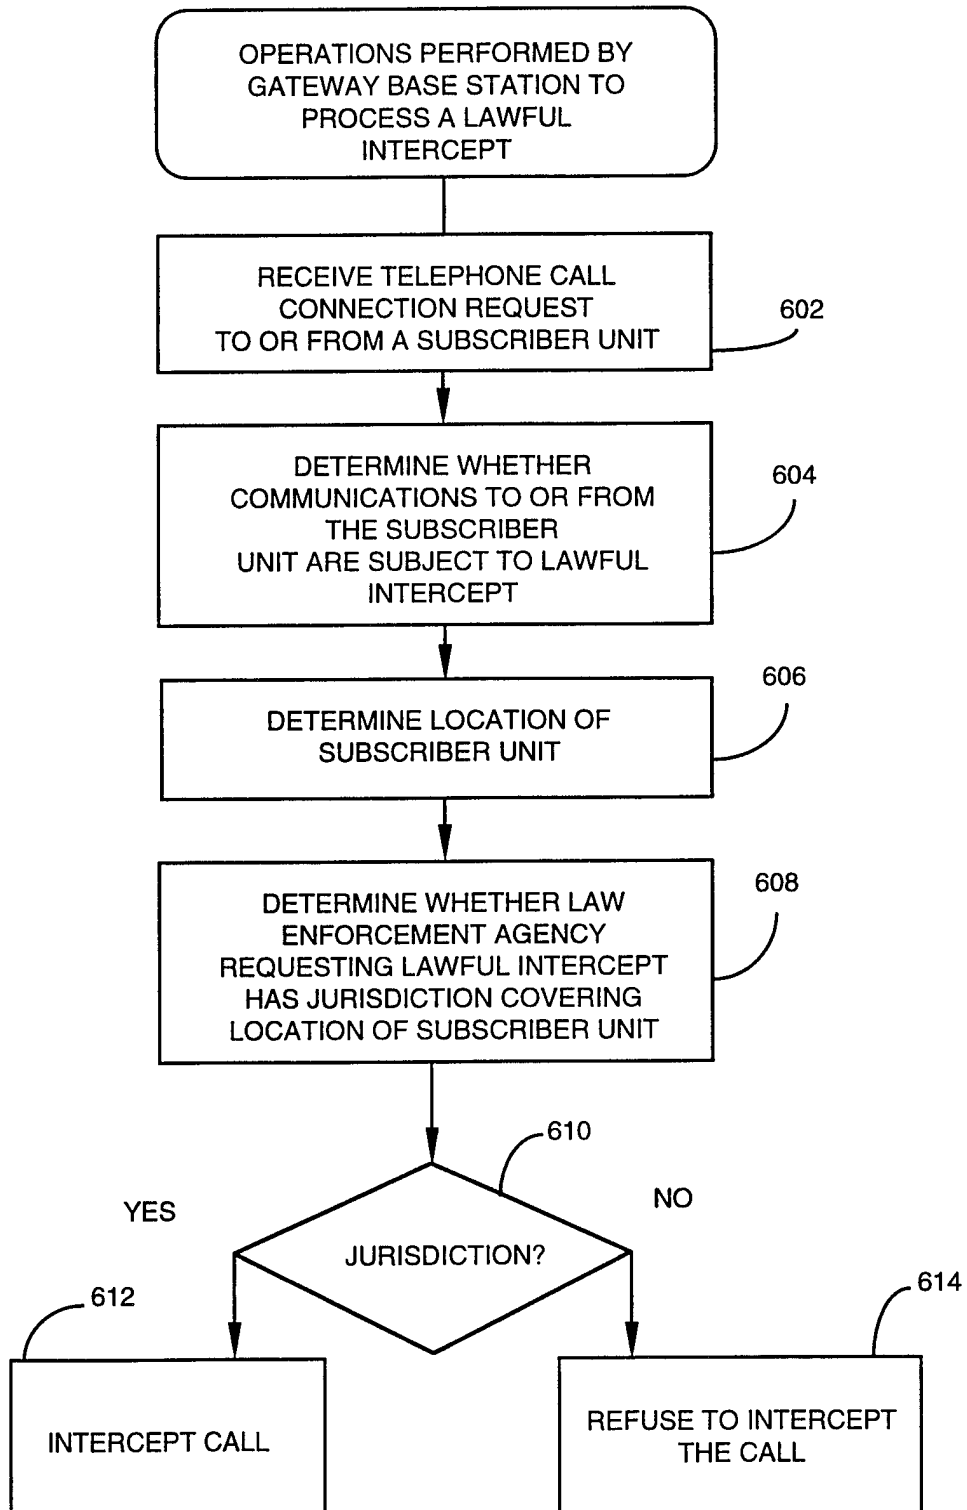 OPERATIONS PERFORMED BY
GATEWAY BASE STATION TO
PROCESS A LAWFUL
INTERCEPT
RECEIVE TELEPHONE CALL
CONNECTION REQUEST
TO OR FROM A SUBSCRIBER UNIT
602
DETERMINE WHETHER
COMMUNICATIONS TO OR FROM
THE SUBSCRIBER
UNIT ARE SUBJECT TO LAWFUL
INTERCEPT
604
DETERMINE LOCATION OF
SUBSCRIBER UNIT
606
DETERMINE WHETHER LAW
ENFORCEMENT AGENCY
REQUESTING LAWFUL INTERCEPT
HAS JURISDICTION COVERING
LOCATION OF SUBSCRIBER UNIT
608
610
YES
NO
JURISDICTION?
612
614
INTERCEPT CALL
REFUSE TO INTERCEPT
THE CALL